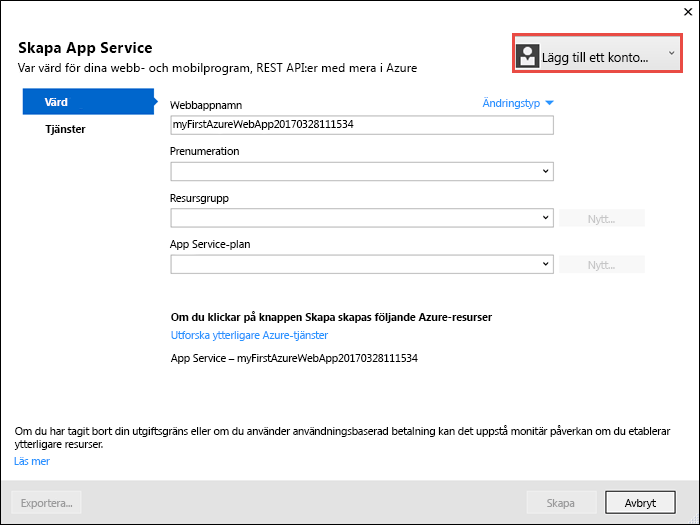 Skapa App Service
Var värd för dina webb- och mobilprogram, REST API:er med mera i Azure
Lägg till ett konto...
Värd
Tjänster
Webbappnamn
Ändringstyp
myFirstAzureWebApp20170328111534
Prenumeration
Resursgrupp
Nytt...
App Service-plan
Nytt...
Om du klickar på knappen Skapa skapas följande Azure-resurser
Utforska ytterligare Azure-tjänster
App Service – myFirstAzureWebApp20170328111534
Om du har tagit bort din utgiftsgräns eller om du använder användningsbaserad betalning kan det uppstå monitär påverkan om du etablerar
ytterligare resurser.
Läs mer
Exportera...
Skapa
Avbryt